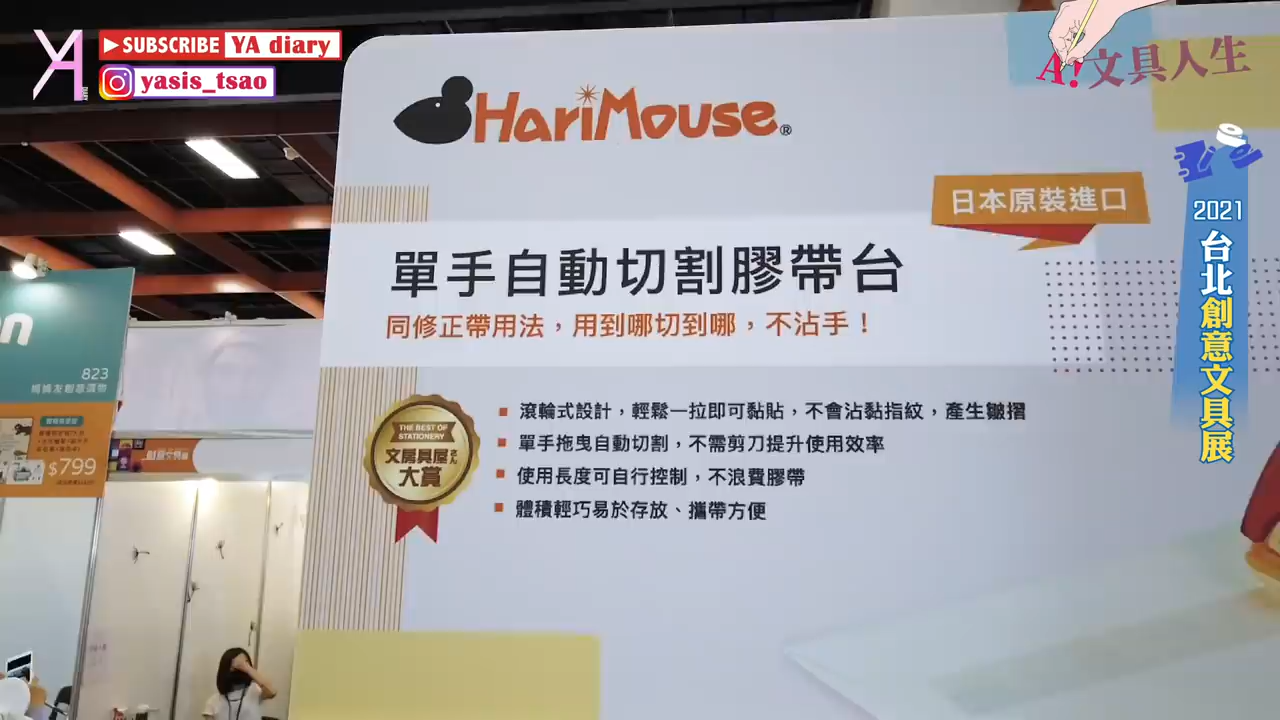 YA
SUBSCRIBE YA diary
yasis_tsao
A!文具人生
2021
台北創意文具展
HariMouse®
日本原裝進口
單手自動切割膠帶台
同修正帶用法，用到哪切到哪，不沾手！
THE BEST OF
STATIONERY
文房具屋さん
大賞
滾輪式設計，輕鬆一拉即可黏貼，不會沾黏指紋，產生皺摺
單手拖曳自動切割，不需剪刀提升使用效率
使用長度可自行控制，不浪費膠帶
體積輕巧易於存放、攜帶方便
on
823
$799